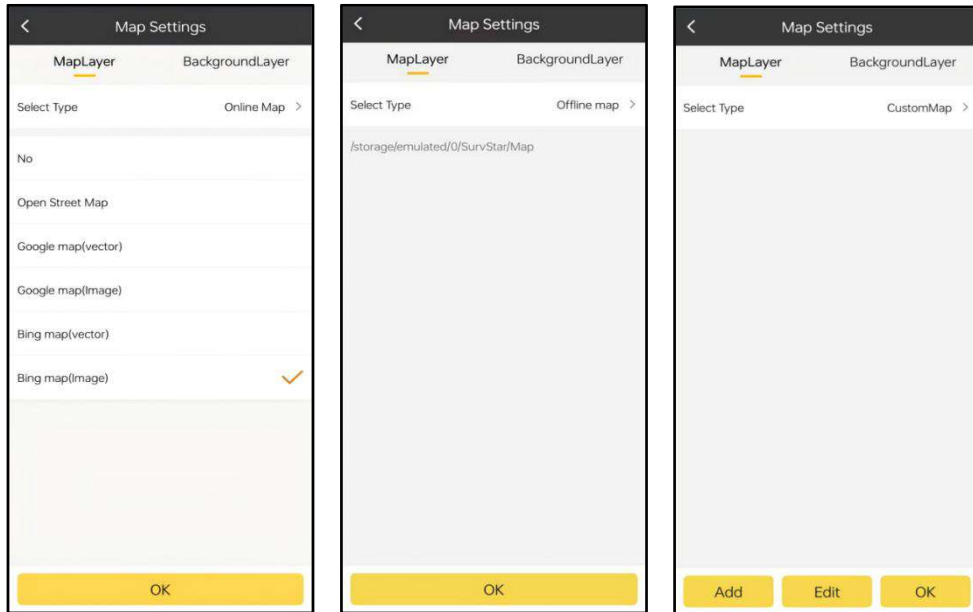 Map Settings
MapLayer BackgroundLayer
Select Type Online Map >
No
Open Street Map
Google map(vector)
Google map(Image)
Bing map(vector)
Bing map(Image)
OK
Map Settings
MapLayer BackgroundLayer
Select Type Offline map >
/storage/emulated/0/SurvStar/Map
OK
Map Settings
MapLayer BackgroundLayer
Select Type CustomMap >
Add Edit OK